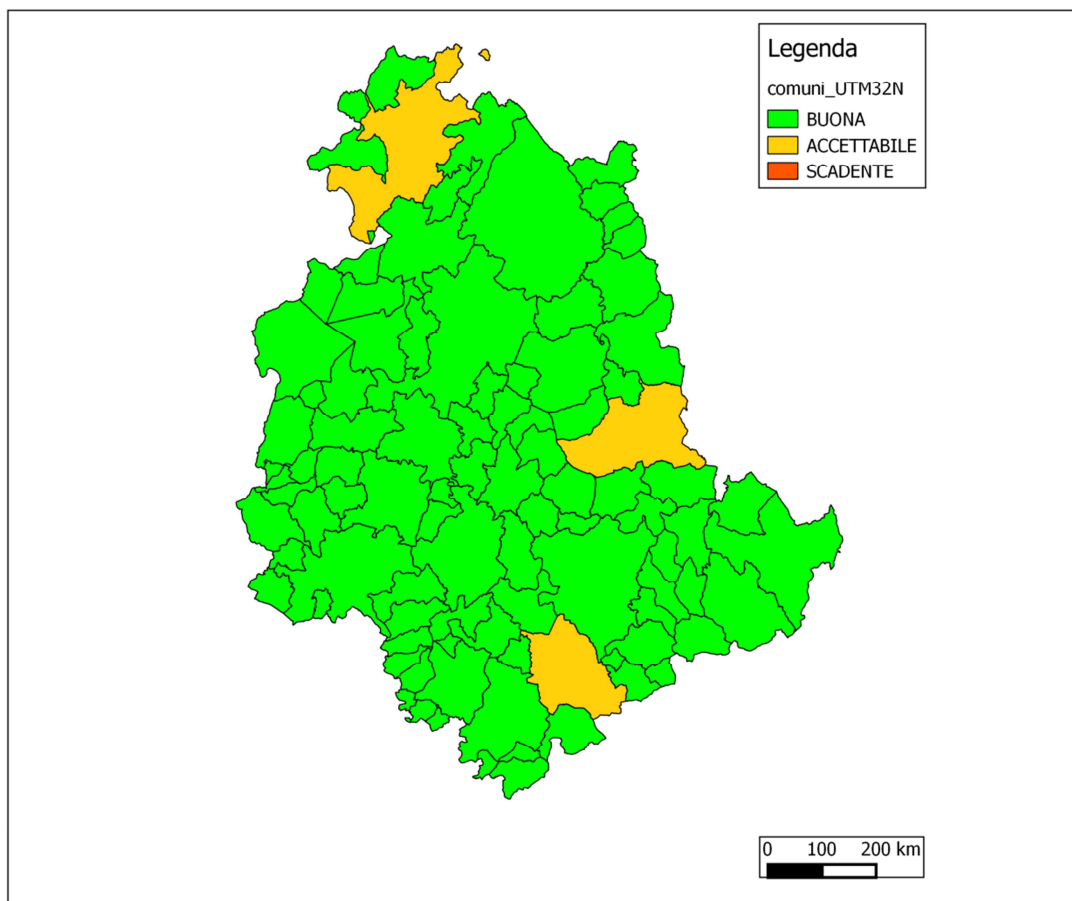 Legenda
comuni_UTM32N
BUONA
ACCETTABILE
SCADENTE
0 100 200 km